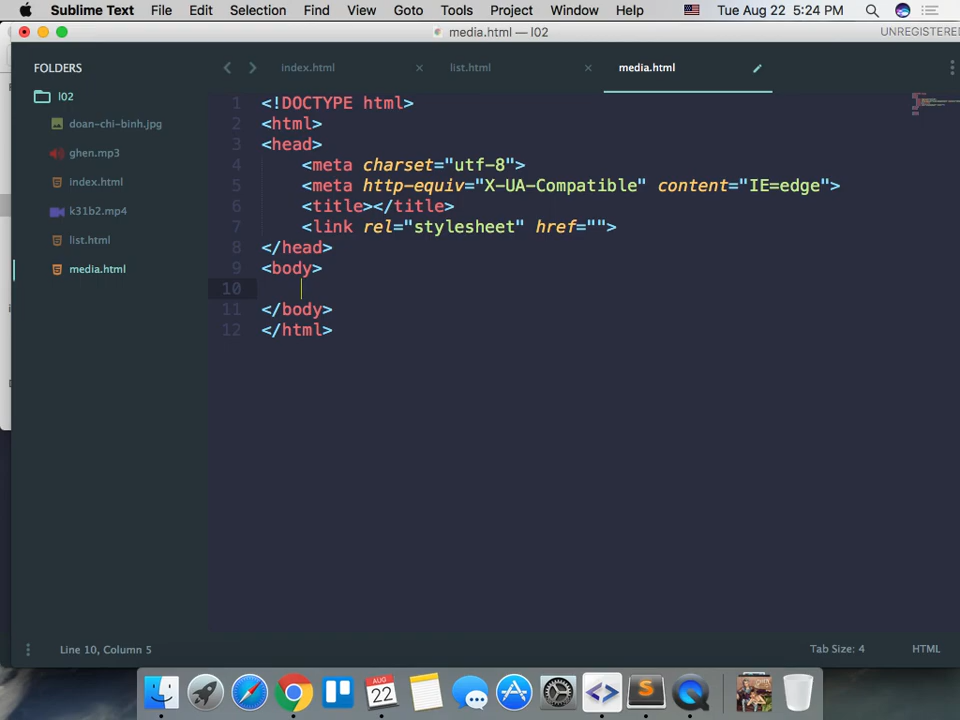 Sublime Text File Edit Selection Find View Goto Tools Project Window Help Tue Aug 22 5:24 PM
media.html — l02 UNREGISTERED
FOLDERS
l02
doan-chi-binh.jpg
ghen.mp3
index.html
k31b2.mp4
list.html
media.html
index.html × list.html × media.html
1 <!DOCTYPE html>
2 <html>
3 <head>
4 <meta charset="utf-8">
5 <meta http-equiv="X-UA-Compatible" content="IE=edge">
6 <title></title>
7 <link rel="stylesheet" href="">
8 </head>
9 <body>
10
11 </body>
12 </html>
Line 10, Column 5 Tab Size: 4 HTML
AUG
22